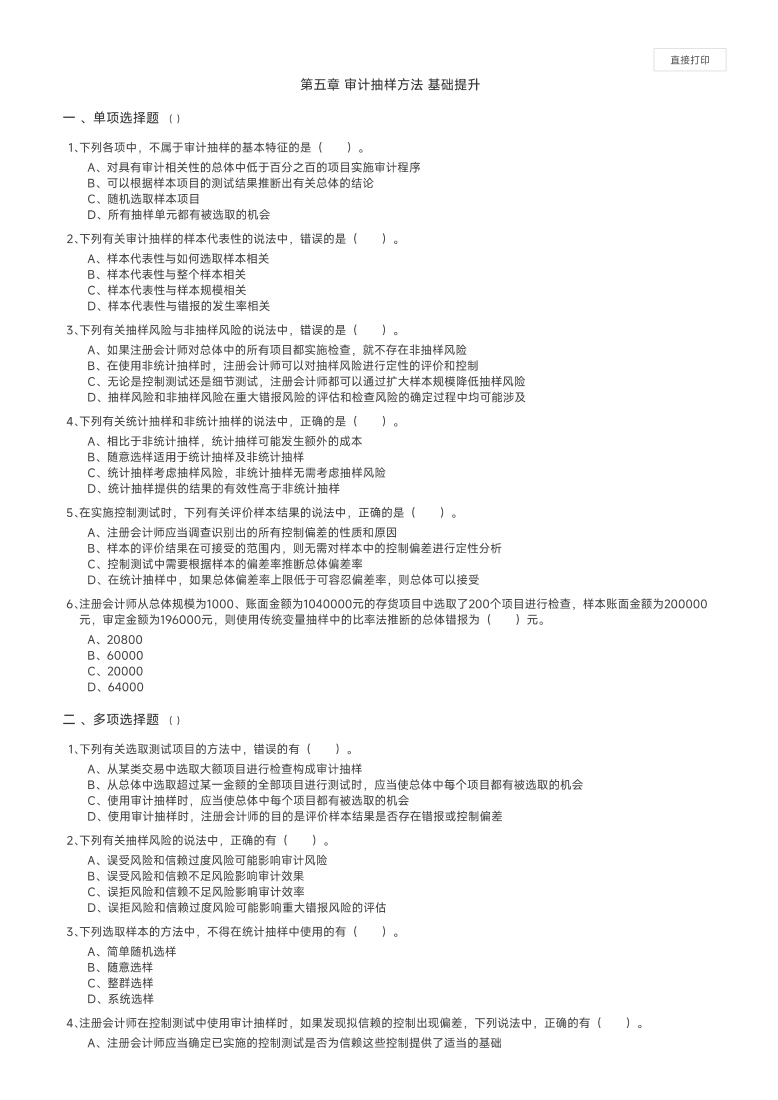 直接打印
第五章 审计抽样方法 基础提升
一 、单项选择题 （ ）
1、下列各项中，不属于审计抽样的基本特征的是（　　）。
A、对具有审计相关性的总体中低于百分之百的项目实施审计程序
B、可以根据样本项目的测试结果推断出有关总体的结论
C、随机选取样本项目
D、所有抽样单元都有被选取的机会
2、下列有关审计抽样的样本代表性的说法中，错误的是（　　）。
A、样本代表性与如何选取样本相关
B、样本代表性与整个样本相关
C、样本代表性与样本规模相关
D、样本代表性与错报的发生率相关
3、下列有关抽样风险与非抽样风险的说法中，错误的是（　　）。
A、如果注册会计师对总体中的所有项目都实施检查，就不存在非抽样风险
B、在使用非统计抽样时，注册会计师可以对抽样风险进行定性的评价和控制
C、无论是控制测试还是细节测试，注册会计师都可以通过扩大样本规模降低抽样风险
D、抽样风险和非抽样风险在重大错报风险的评估和检查风险的确定过程中均可能涉及
4、下列有关统计抽样和非统计抽样的说法中，正确的是（　　）。
A、相比于非统计抽样，统计抽样可能发生额外的成本
B、随意选样适用于统计抽样及非统计抽样
C、统计抽样考虑抽样风险，非统计抽样无需考虑抽样风险
D、统计抽样提供的结果的有效性高于非统计抽样
5、在实施控制测试时，下列有关评价样本结果的说法中，正确的是（　　）。
A、注册会计师应当调查识别出的所有控制偏差的性质和原因
B、样本的评价结果在可接受的范围内，则无需对样本中的控制偏差进行定性分析
C、控制测试中需要根据样本的偏差率推断总体偏差率
D、在统计抽样中，如果总体偏差率上限低于可容忍偏差率，则总体可以接受
6、注册会计师从总体规模为1000、账面金额为1040000元的存货项目中选取了200个项目进行检查，样本账面金额为200000
元，审定金额为196000元，则使用传统变量抽样中的比率法推断的总体错报为（　　）元。
A、20800
B、60000
C、20000
D、64000
二 、多项选择题 （ ）
1、下列有关选取测试项目的方法中，错误的有（　　）。
A、从某类交易中选取大额项目进行检查构成审计抽样
B、从总体中选取超过某一金额的全部项目进行测试时，应当使总体中每个项目都有被选取的机会
C、使用审计抽样时，应当使总体中每个项目都有被选取的机会
D、使用审计抽样时，注册会计师的目的是评价样本结果是否存在错报或控制偏差
2、下列有关抽样风险的说法中，正确的有（　　）。
A、误受风险和信赖过度风险可能影响审计风险
B、误受风险和信赖不足风险影响审计效果
C、误拒风险和信赖不足风险影响审计效率
D、误拒风险和信赖过度风险可能影响重大错报风险的评估
3、下列选取样本的方法中，不得在统计抽样中使用的有（　　）。
A、简单随机选样
B、随意选样
C、整群选样
D、系统选样
4、注册会计师在控制测试中使用审计抽样时，如果发现拟信赖的控制出现偏差，下列说法中，正确的有（　　）。
A、注册会计师应当确定已实施的控制测试是否为信赖这些控制提供了适当的基础